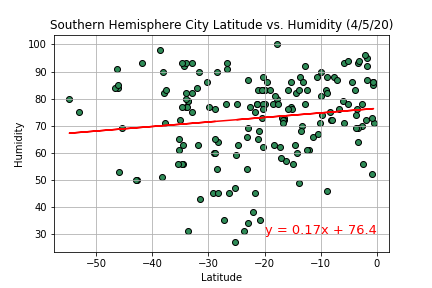 Southern Hemisphere City Latitude vs. Humidity (4/5/20)
100
90
80
70
60
50
40
30
Humidity
y = 0.17x + 76.4
−50 −40 −30 −20 −10 0
Latitude